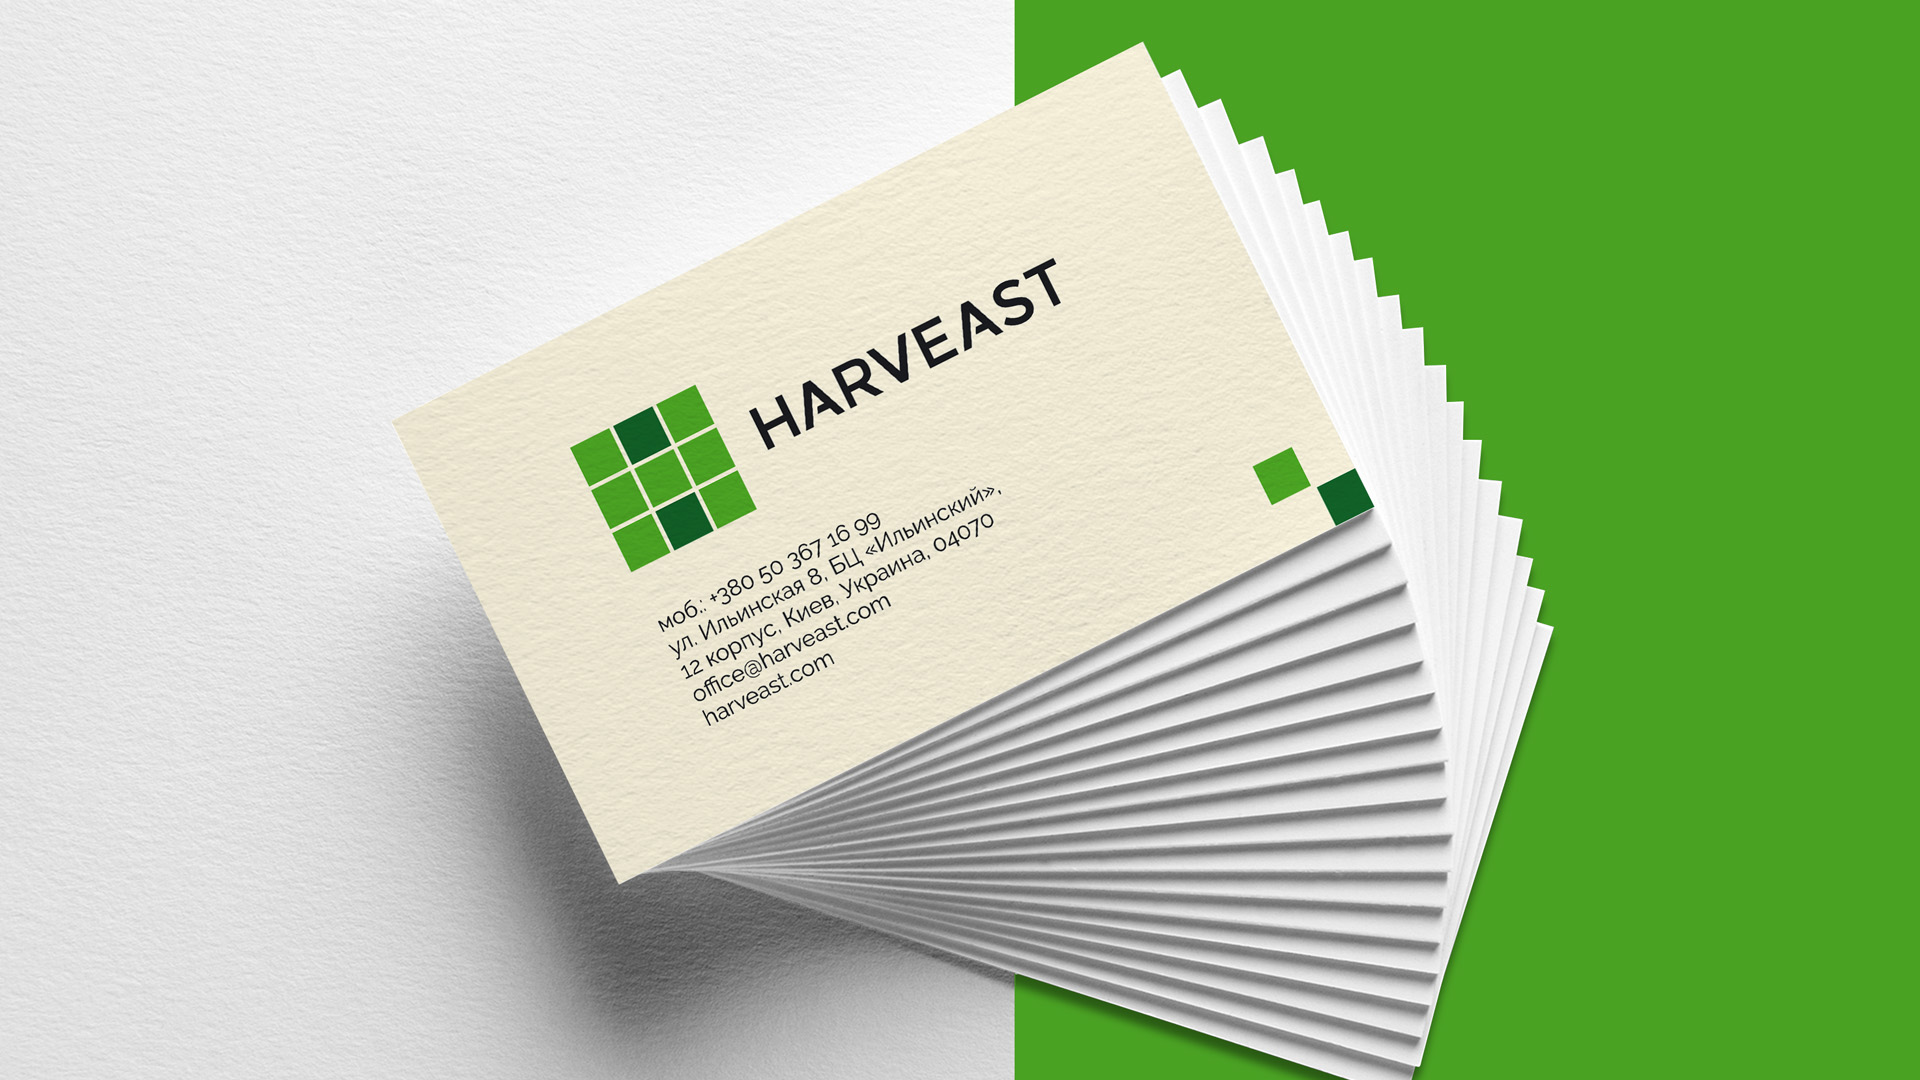 HARVEAST
моб.: +380 50 367 16 99
ул. Ильинская 8, БЦ «Ильинский»,
12 корпус, Киев, Украина, 04070
office@harveast.com
harveast.com